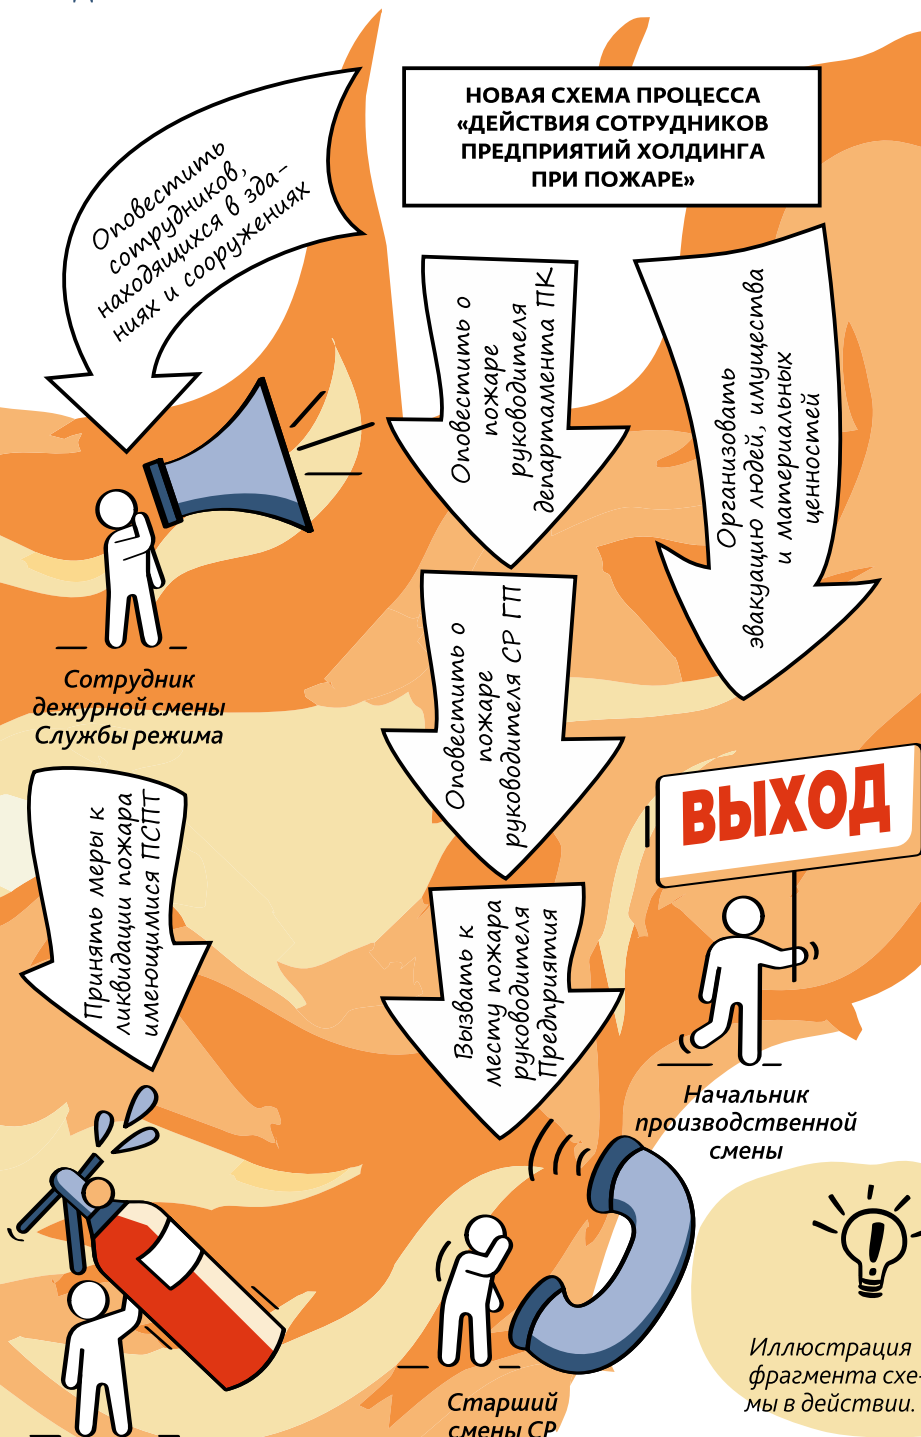 НОВАЯ СХЕМА ПРОЦЕССА
«ДЕЙСТВИЯ СОТРУДНИКОВ
ПРЕДПРИЯТИЙ ХОЛДИНГА
ПРИ ПОЖАРЕ»
Оповестить
сотрудников,
находящихся в зда-
ниях и сооружениях
Сотрудник
дежурной смены
Службы режима
Принять меры к
ликвидации пожара
имеющимися ПСПТ
Оповестить о
пожаре
руководителя
департамента ПК
Оповестить о
пожаре
руководителя СР ГП
Вызвать к
месту пожара
руководителя
Предприятия
Старший
смены СР
Организовать
эвакуацию людей, имущества
и материальных
ценностей
ВЫХОД
Начальник
производственной
смены
Иллюстрация
фрагмента схе-
мы в действии.